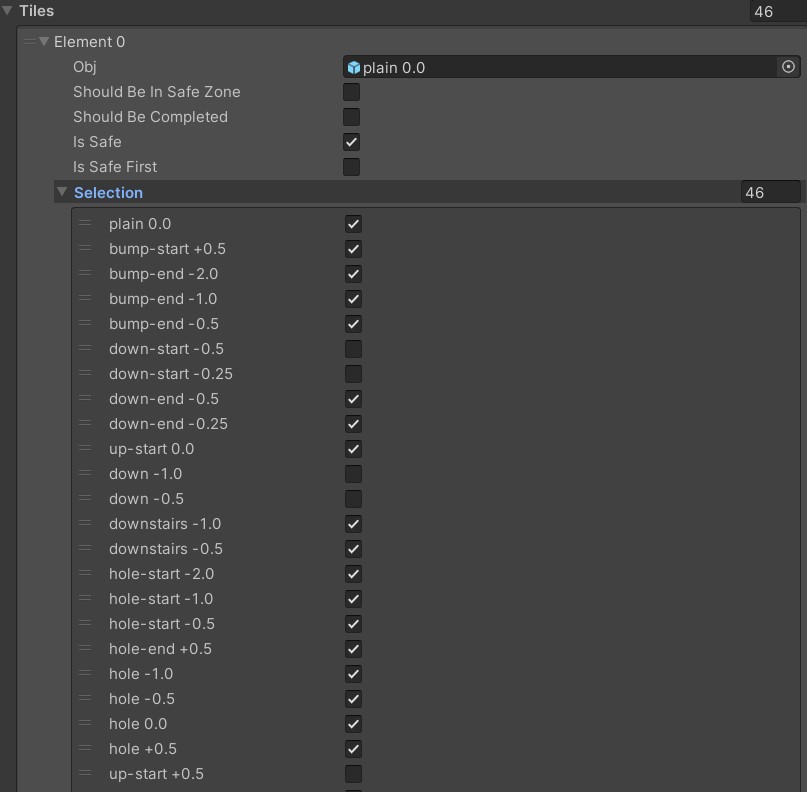 Tiles 46
Element 0
Obj plain 0.0
Should Be In Safe Zone
Should Be Completed
Is Safe
Is Safe First
Selection 46
plain 0.0
bump-start +0.5
bump-end -2.0
bump-end -1.0
bump-end -0.5
down-start -0.5
down-start -0.25
down-end -0.5
down-end -0.25
up-start 0.0
down -1.0
down -0.5
downstairs -1.0
downstairs -0.5
hole-start -2.0
hole-start -1.0
hole-start -0.5
hole-end +0.5
hole -1.0
hole -0.5
hole 0.0
hole +0.5
up-start +0.5